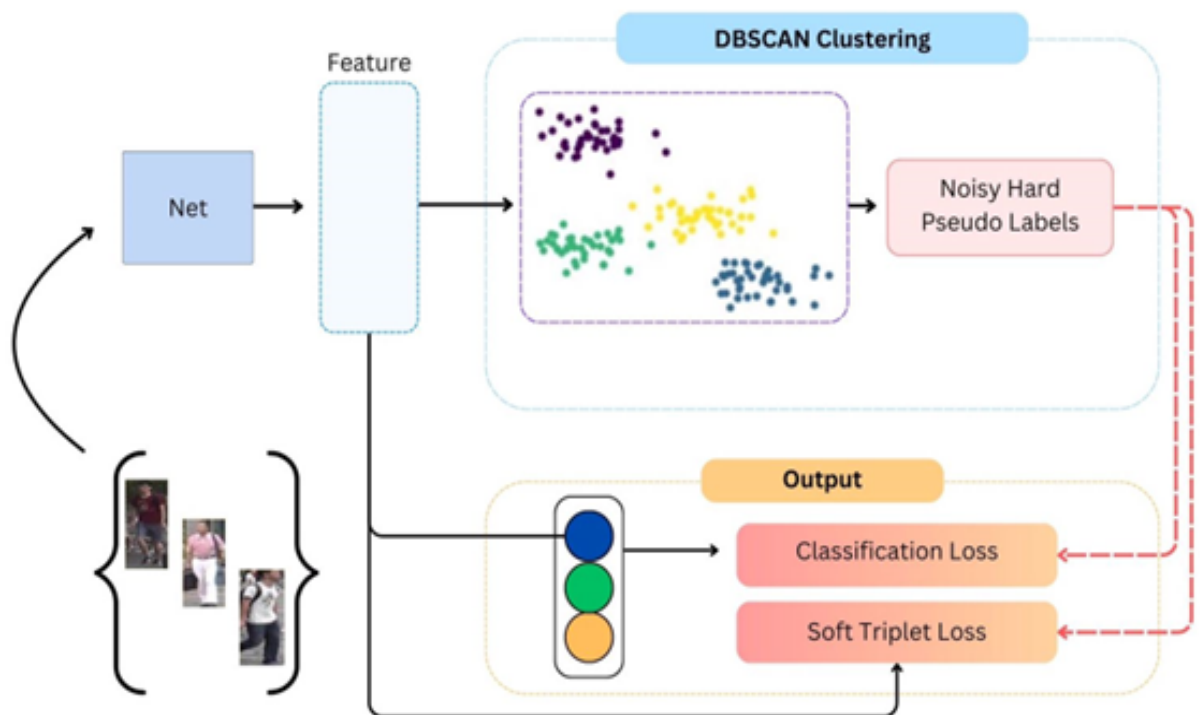 DBSCAN Clustering
Feature
Net
Noisy Hard
Pseudo Labels
Output
Classification Loss
Soft Triplet Loss